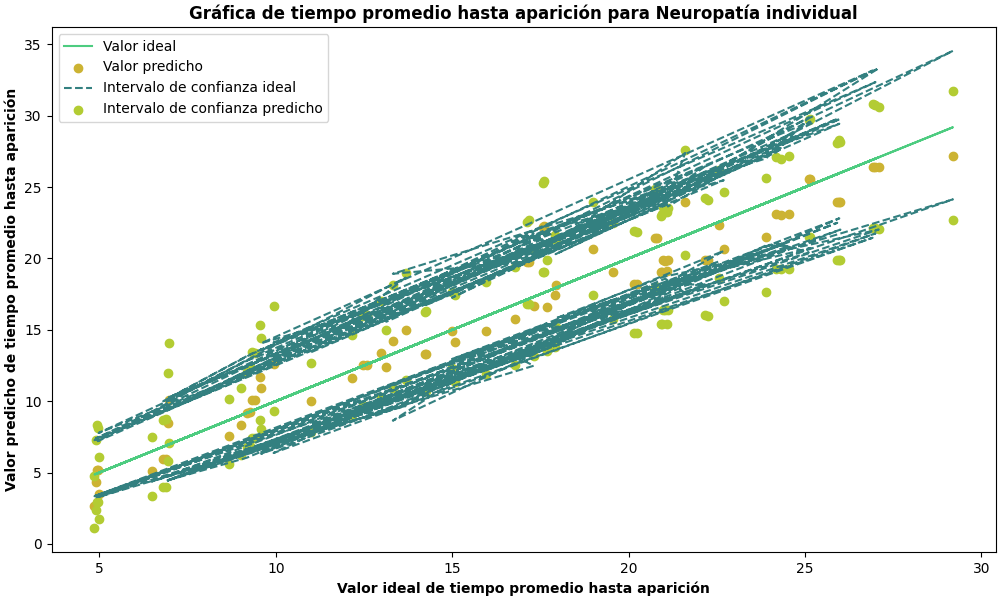 Gráfica de tiempo promedio hasta aparición para Neuropatía individual
Valor ideal
Valor predicho
Intervalo de confianza ideal
Intervalo de confianza predicho
Valor predicho de tiempo promedio hasta aparición
35
30
25
20
15
10
5
0
5
10
15
20
25
30
Valor ideal de tiempo promedio hasta aparición